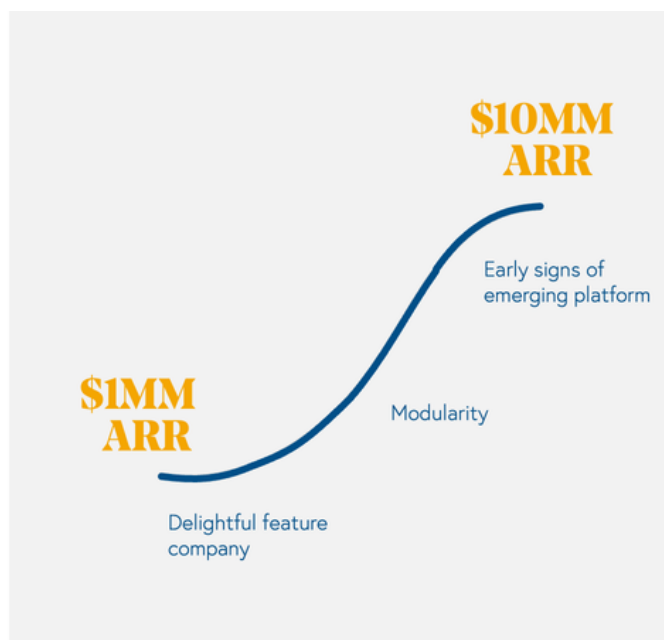 $10MM
ARR
Early signs of
emerging platform
$1MM
ARR
Modularity
Delightful feature
company